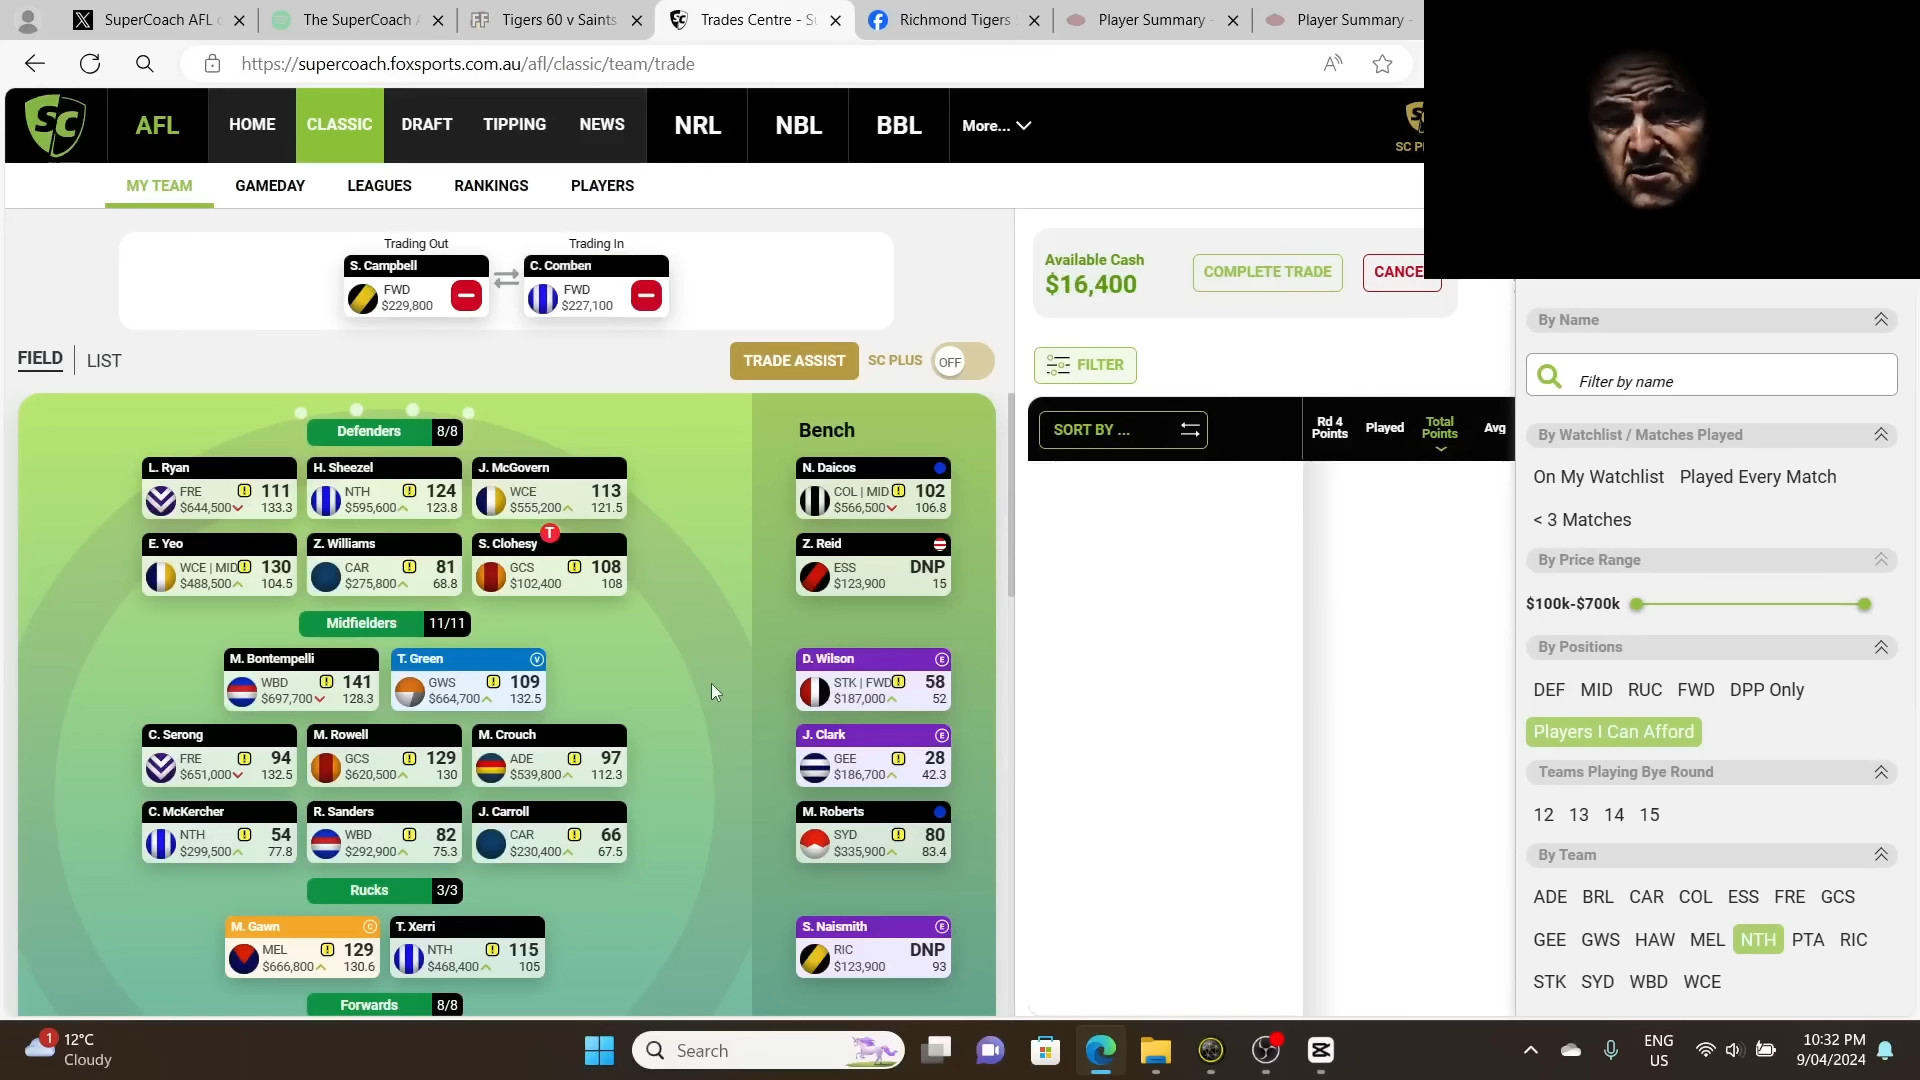 SuperCoach AFL c
The SuperCoach A
Tigers 60 v Saints
Trades Centre - Su
Richmond Tigers
Player Summary -
Player Summary -
https://supercoach.foxsports.com.au/afl/classic/team/trade
SC AFL HOME CLASSIC DRAFT TIPPING NEWS NRL NBL BBL More...
SC PL
MY TEAM GAMEDAY LEAGUES RANKINGS PLAYERS
Trading Out Trading In
S. Campbell C. Comben
FWD FWD
$229,800 $227,100
Available Cash
$16,400
COMPLETE TRADE CANCE
FIELD LIST TRADE ASSIST SC PLUS OFF
FILTER
SORT BY ... Rd 4 Points Played Total Points Avg
Defenders 8/8 Bench
L. Ryan H. Sheezel J. McGovern N. Daicos
FRE 111 NTH 124 WCE 113 COL | MID 102
$644,500 133.3 $595,600 123.8 $555,200 121.5 $566,500 106.8
T
E. Yeo Z. Williams S. Clohesy Z. Reid
WCE | MID 130 CAR 81 GCS 108 ESS DNP
$488,500 104.5 $275,800 68.8 $102,400 108 $123,900 15
Midfielders 11/11
M. Bontempelli T. Green V D. Wilson E
WBD 141 GWS 109 STK | FWD 58
$697,700 128.3 $664,700 132.5 $187,000 52
C. Serong M. Rowell M. Crouch J. Clark E
FRE 94 GCS 129 ADE 97 GEE 28
$651,000 132.5 $620,500 130 $539,800 112.3 $186,700 42.3
C. McKercher R. Sanders J. Carroll M. Roberts
NTH 54 WBD 82 CAR 66 SYD 80
$299,500 77.8 $292,900 75.3 $230,400 67.5 $335,900 83.4
Rucks 3/3
M. Gawn C T. Xerri S. Naismith E
MEL 129 NTH 115 RIC DNP
$666,800 130.6 $468,400 105 $123,900 93
Forwards 8/8
By Name
Filter by name
By Watchlist / Matches Played
On My Watchlist Played Every Match
< 3 Matches
By Price Range
$100k-$700k
By Positions
DEF MID RUC FWD DPP Only
Players I Can Afford
Teams Playing Bye Round
12 13 14 15
By Team
ADE BRL CAR COL ESS FRE GCS
GEE GWS HAW MEL NTH PTA RIC
STK SYD WBD WCE
1 12°C
Cloudy
Search
ENG
US
10:32 PM
9/04/2024